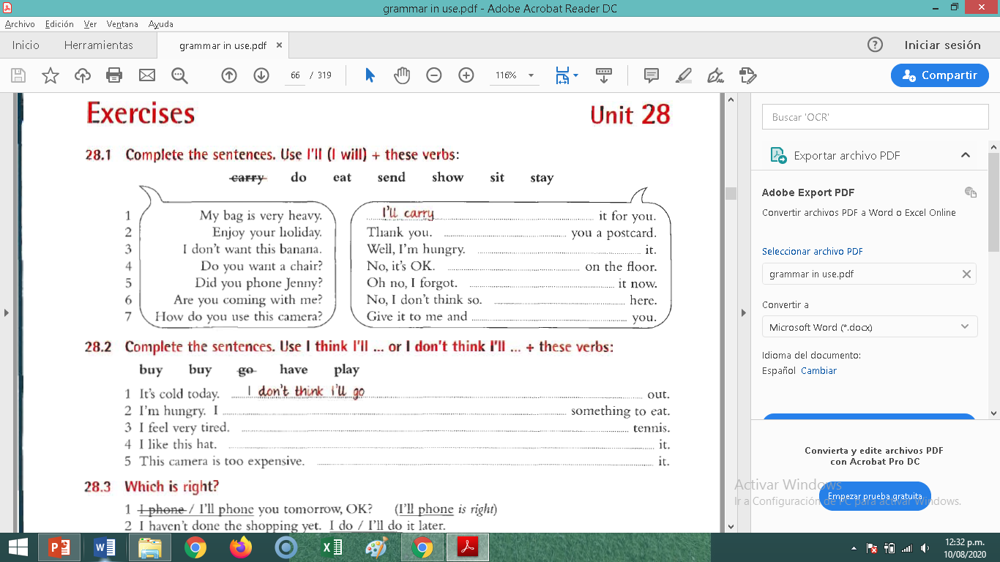 grammar in use.pdf - Adobe Acrobat Reader DC
Archivo Edición Ver Ventana Ayuda
Inicio Herramientas grammar in use.pdf × Iniciar sesión
66 / 319 116% Compartir
Exercises Unit 28
28.1 Complete the sentences. Use I'll (I will) + these verbs:
carry do eat send show sit stay
1 My bag is very heavy. I'll carry it for you.
2 Enjoy your holiday. Thank you. you a postcard.
3 I don't want this banana. Well, I'm hungry. it.
4 Do you want a chair? No, it's OK. on the floor.
5 Did you phone Jenny? Oh no, I forgot. it now.
6 Are you coming with me? No, I don't think so. here.
7 How do you use this camera? Give it to me and you.
28.2 Complete the sentences. Use I think I'll ... or I don't think I'll ... + these verbs:
buy buy go have play
1 It's cold today. I don't think I'll go out.
2 I'm hungry. I something to eat.
3 I feel very tired. tennis.
4 I like this hat. it.
5 This camera is too expensive. it.
28.3 Which is right?
1 I phone / I'll phone you tomorrow, OK? (I'll phone is right)
2 I haven't done the shopping yet. I do / I'll do it later.
Buscar 'OCR'
Exportar archivo PDF
Adobe Export PDF
Convertir archivos PDF a Word o Excel Online
Seleccionar archivo PDF
grammar in use.pdf
Convertir a
Microsoft Word (*.docx)
Idioma del documento:
Español Cambiar
Convierta y edite archivos PDF
con Acrobat Pro DC
Activar Windows
Ir a Configuración de PC para activar Windows.
Empezar prueba gratuita
12:32 p.m.
10/08/2020